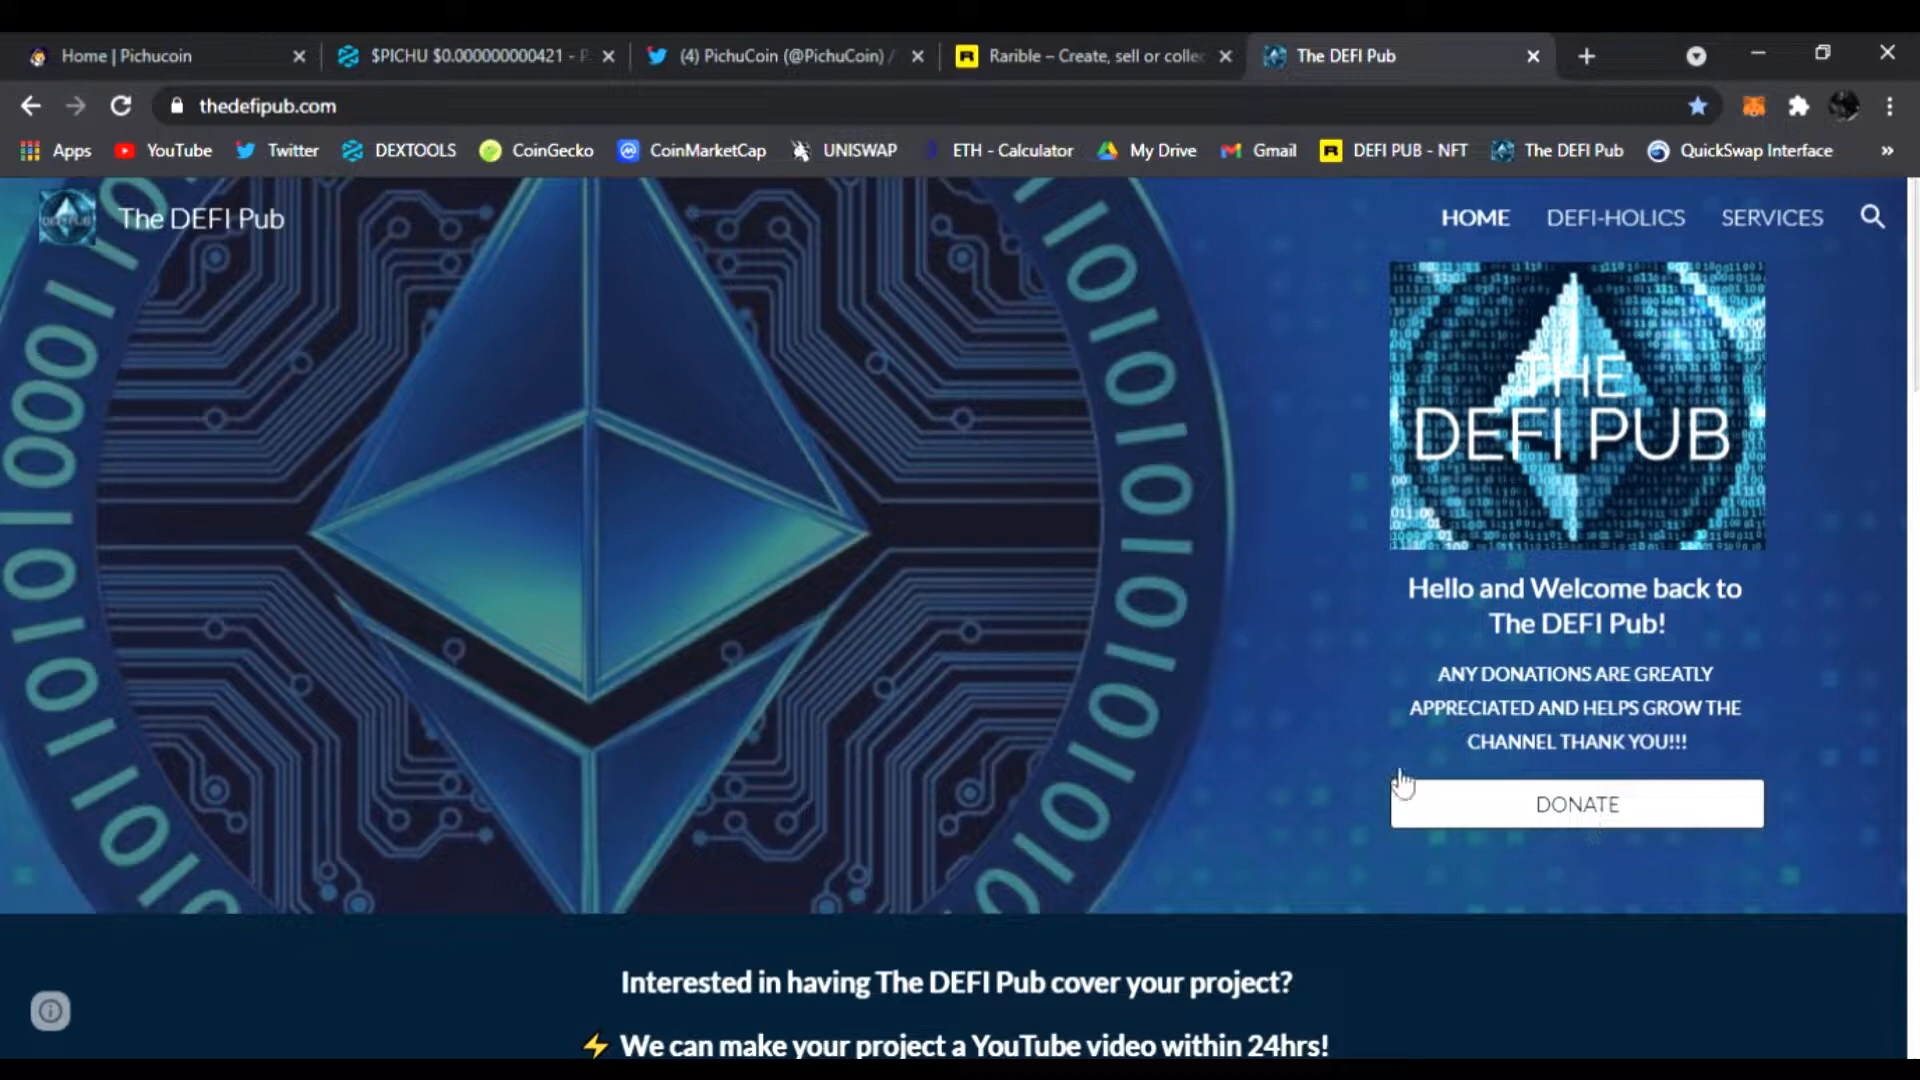 Home | Pichucoin
$PICHU $0.000000000421 - P
(4) PichuCoin (@PichuCoin) /
Rarible – Create, sell or collec
The DEFI Pub
thedefipub.com
Apps
YouTube
Twitter
DEXTOOLS
CoinGecko
CoinMarketCap
UNISWAP
ETH - Calculator
My Drive
Gmail
DEFI PUB - NFT
The DEFI Pub
QuickSwap Interface
»
The DEFI Pub
HOME
DEFI-HOLICS
SERVICES
THE
DEFI PUB
Hello and Welcome back to
The DEFI Pub!
ANY DONATIONS ARE GREATLY
APPRECIATED AND HELPS GROW THE
CHANNEL THANK YOU!!!
DONATE
Interested in having The DEFI Pub cover your project?
⚡ We can make your project a YouTube video within 24hrs!